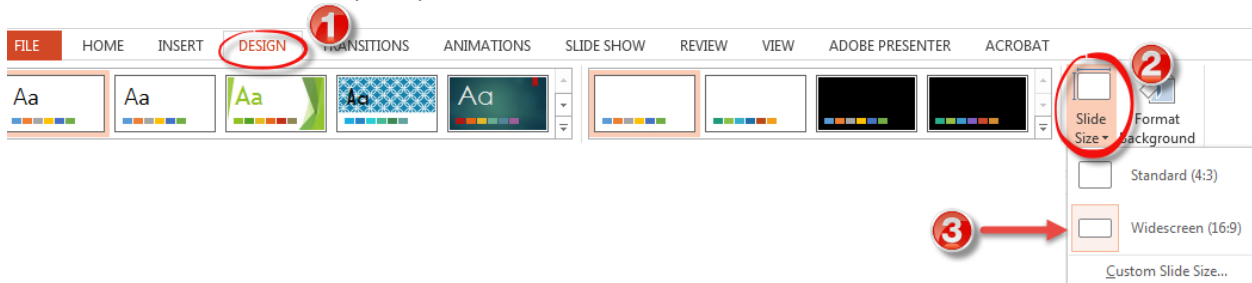 1
FILE HOME INSERT DESIGN TRANSITIONS ANIMATIONS SLIDE SHOW REVIEW VIEW ADOBE PRESENTER ACROBAT
2
Aa Aa Aa Aa Aa
Slide Format
Size Background
Standard (4:3)
3
Widescreen (16:9)
Custom Slide Size...